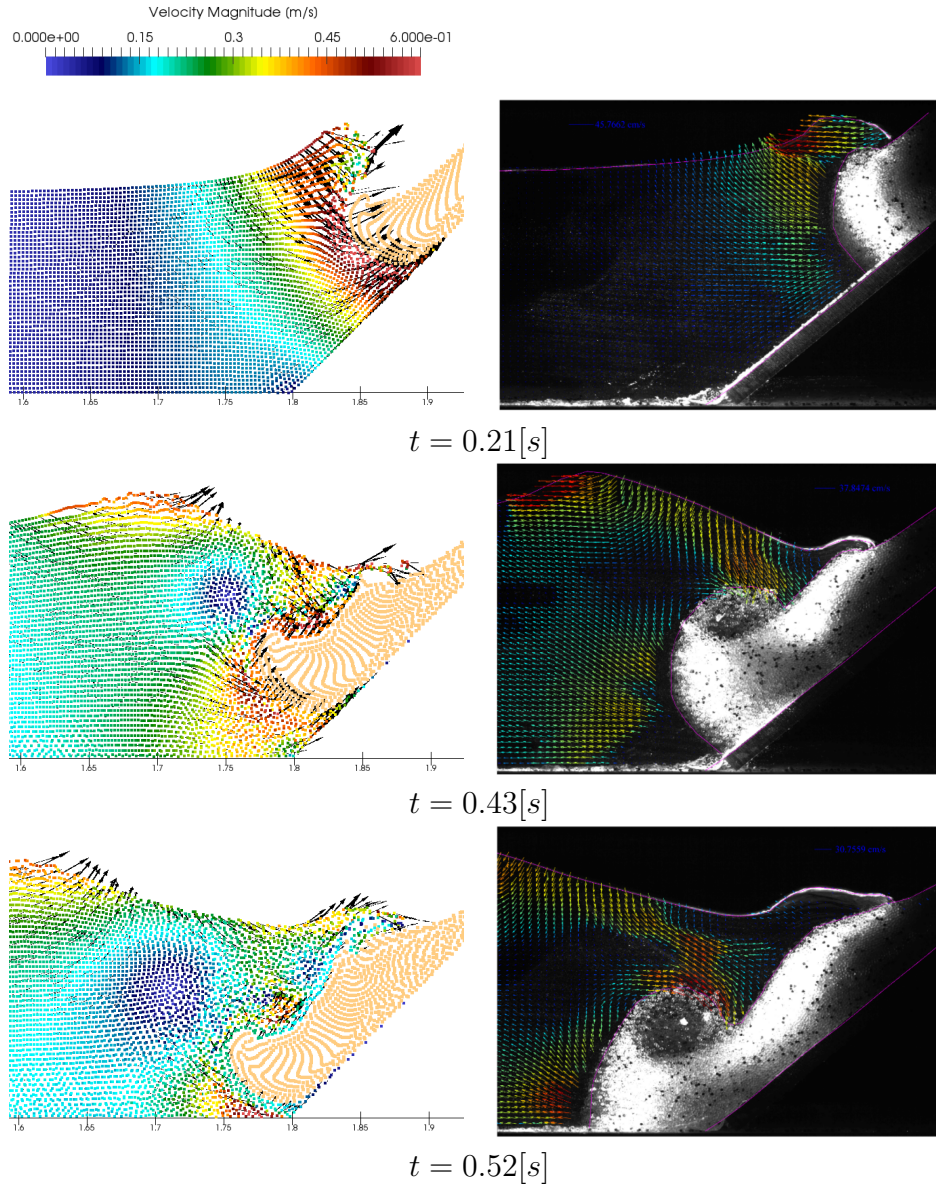 Velocity Magnitude [m/s]
0.000e+00 0.15 0.3 0.45 6.000e-01
1.6 1.65 1.7 1.75 1.8 1.85 1.9
t = 0.21[s]
1.6 1.65 1.7 1.75 1.8 1.85 1.9
t = 0.43[s]
1.6 1.65 1.7 1.75 1.8 1.85 1.9
t = 0.52[s]